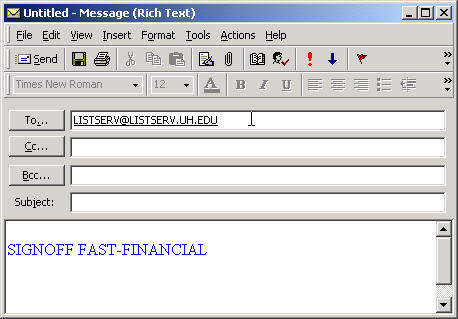 Untitled - Message (Rich Text)
File Edit View Insert Format Tools Actions Help
Send
Times New Roman 12 A B I U
To...
LISTSERV@LISTSERV.UH.EDU
Cc...
Bcc...
Subject:
SIGNOFF FAST-FINANCIAL